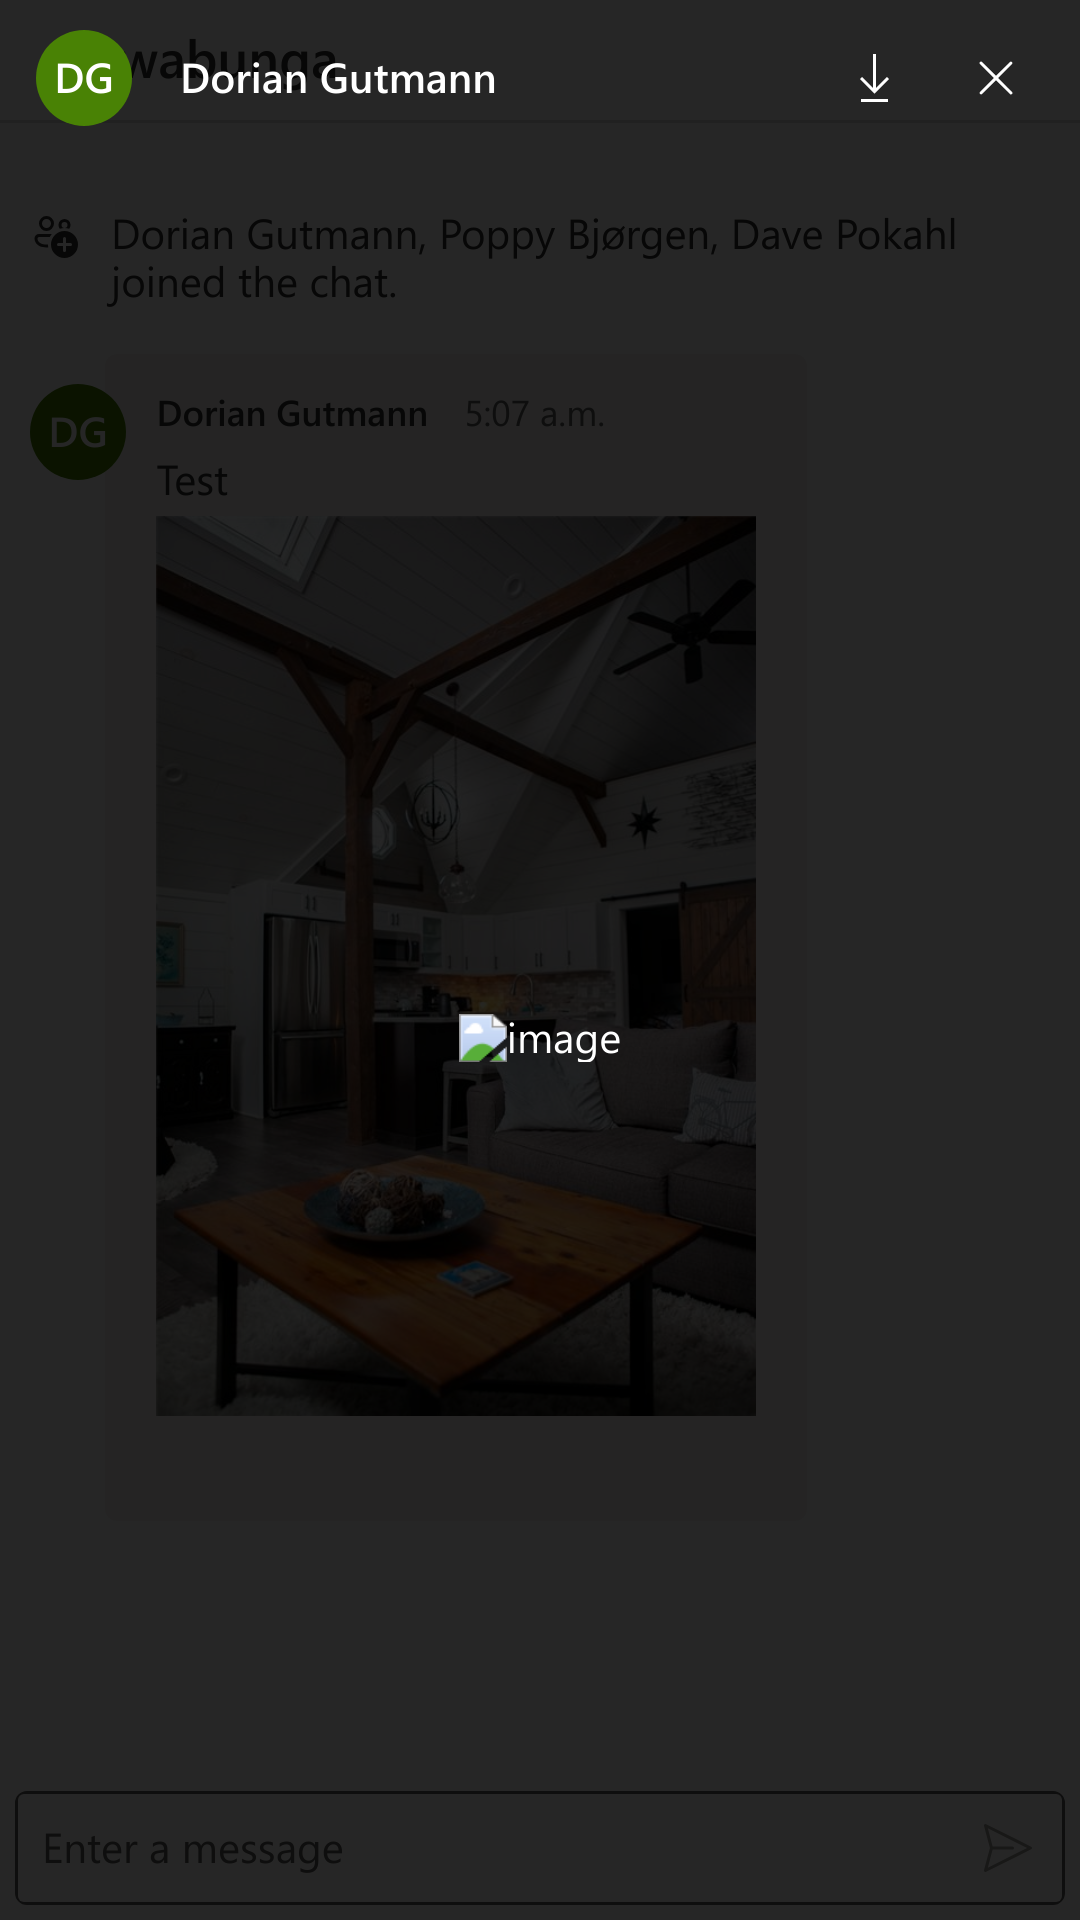 wabunga
DG Dorian Gutmann
Dorian Gutmann, Poppy Bjørgen, Dave Pokahl
joined the chat.
DG Dorian Gutmann 5:07 a.m.
Test
image
Enter a message